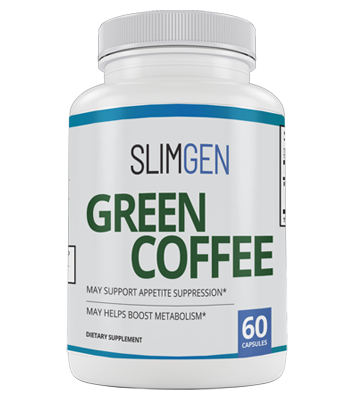 SLIMGEN
GREEN
COFFEE
MAY SUPPORT APPETITE SUPPRESSION*
MAY HELPS BOOST METABOLISM*
DIETARY SUPPLEMENT
60
CAPSULES